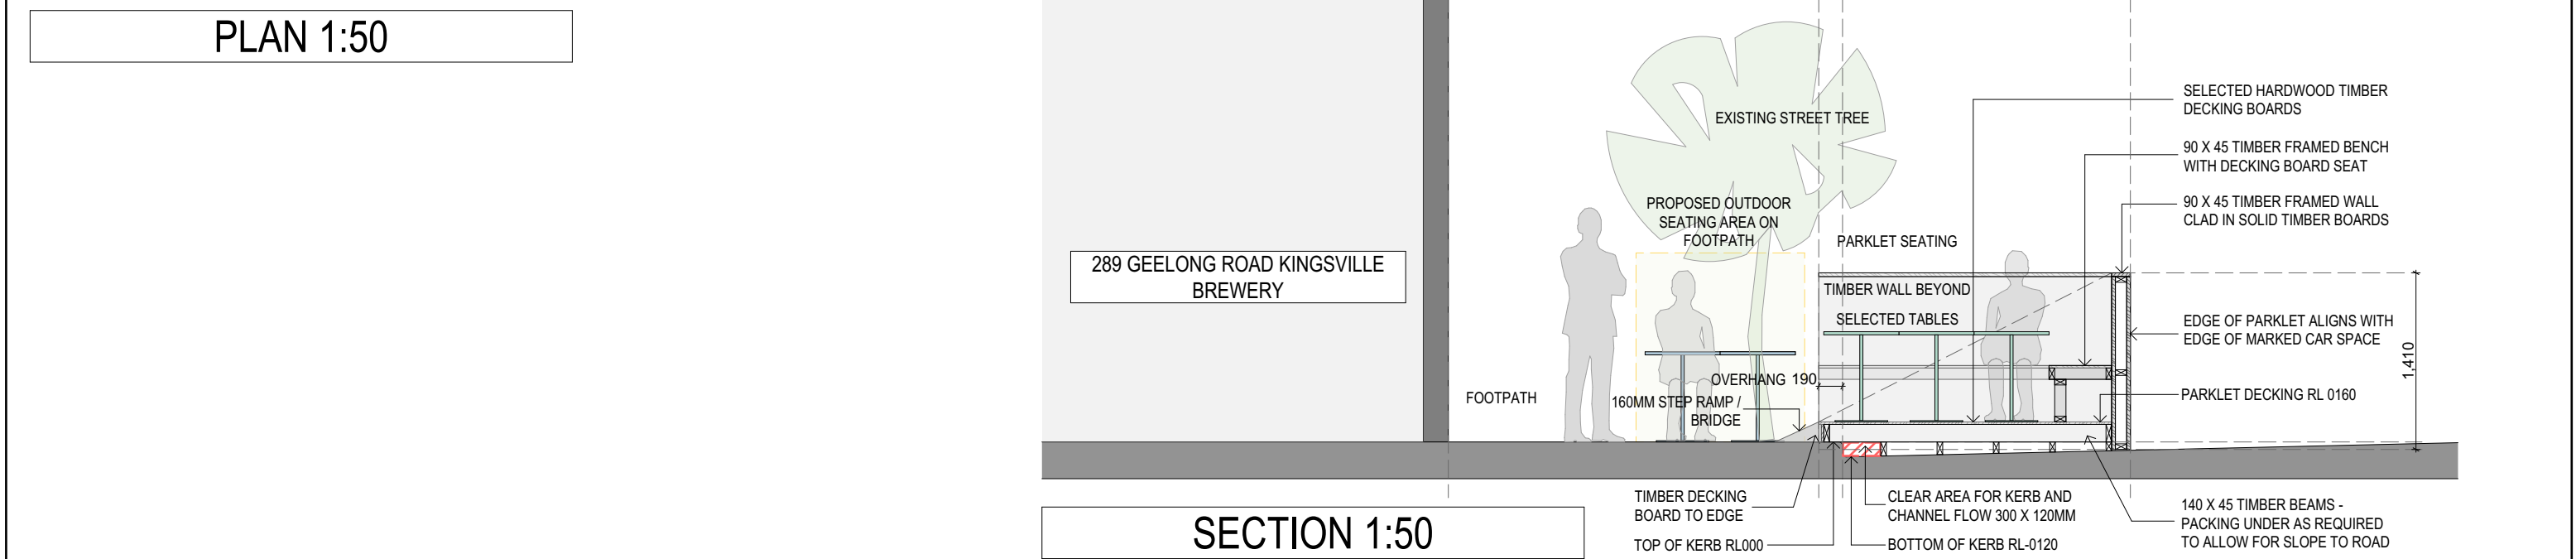 PLAN 1:50
289 GEELONG ROAD KINGSVILLE
BREWERY
FOOTPATH
EXISTING STREET TREE
PROPOSED OUTDOOR
SEATING AREA ON
FOOTPATH
PARKLET SEATING
TIMBER WALL BEYOND
SELECTED TABLES
OVERHANG 190
160MM STEP RAMP /
BRIDGE
SELECTED HARDWOOD TIMBER
DECKING BOARDS
90 X 45 TIMBER FRAMED BENCH
WITH DECKING BOARD SEAT
90 X 45 TIMBER FRAMED WALL
CLAD IN SOLID TIMBER BOARDS
EDGE OF PARKLET ALIGNS WITH
EDGE OF MARKED CAR SPACE
1,410
PARKLET DECKING RL 0160
TIMBER DECKING
BOARD TO EDGE
TOP OF KERB RL000
CLEAR AREA FOR KERB AND
CHANNEL FLOW 300 X 120MM
BOTTOM OF KERB RL-0120
140 X 45 TIMBER BEAMS -
PACKING UNDER AS REQUIRED
TO ALLOW FOR SLOPE TO ROAD
SECTION 1:50